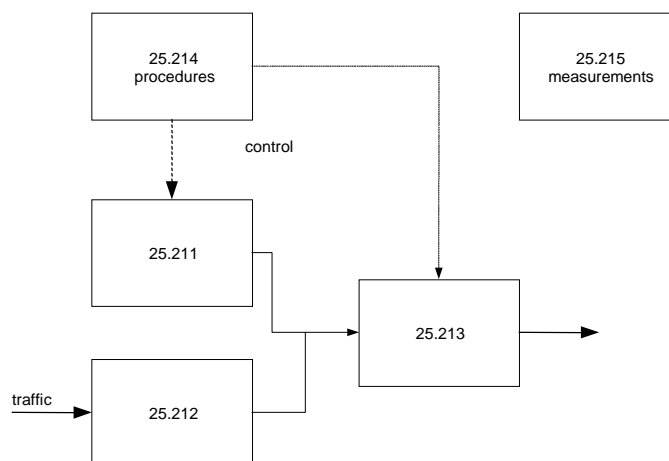 25.214
procedures
25.215
measurements
control
25.211
25.213
traffic
25.212